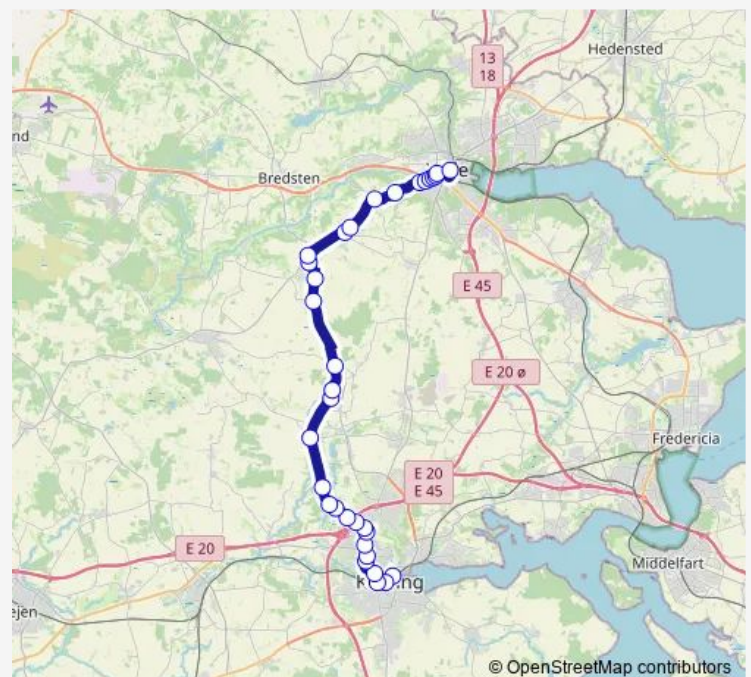 Hedensted
13
18
Bredsten
E 45
E 20 ø
Fredericia
E 20
E 45
E 20
Middelfart
© OpenStreetMap contributors